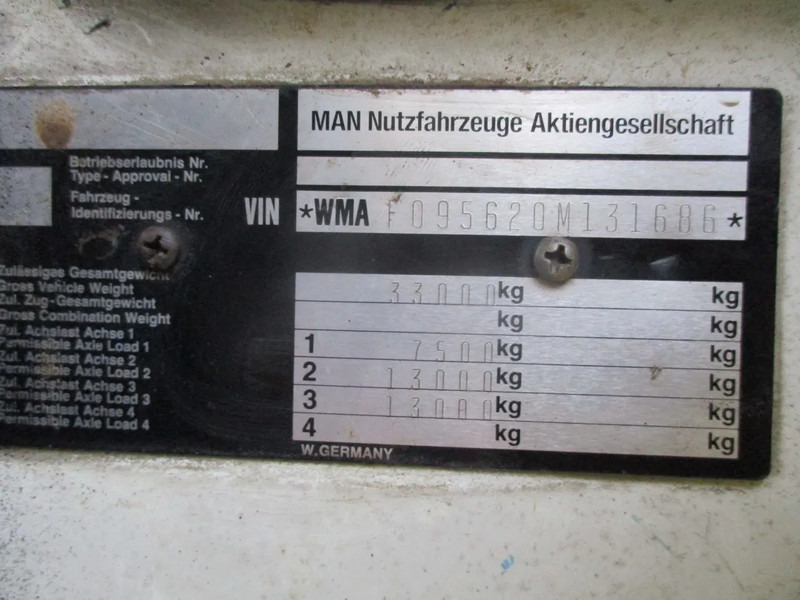 MAN Nutzfahrzeuge Aktiengesellschaft
Betriebserlaubnis Nr.
Type - Approval - Nr.
Fahrzeug -
Identifizierungs - Nr. VIN *WMA F095620M131686*
Zulässiges Gesamtgewicht
Gross Vehicle Weight 33000 kg kg
Zul. Zug - Gesamtgewicht
Gross Combination Weight kg kg
Zul. Achslast Achse 1
Permissible Axle Load 1 1 7500 kg kg
Zul. Achslast Achse 2
Permissible Axle Load 2 2 13000 kg kg
Zul. Achslast Achse 3
Permissible Axle Load 3 3 13000 kg kg
Zul. Achslast Achse 4
Permissible Axle Load 4 4 kg kg
W. GERMANY